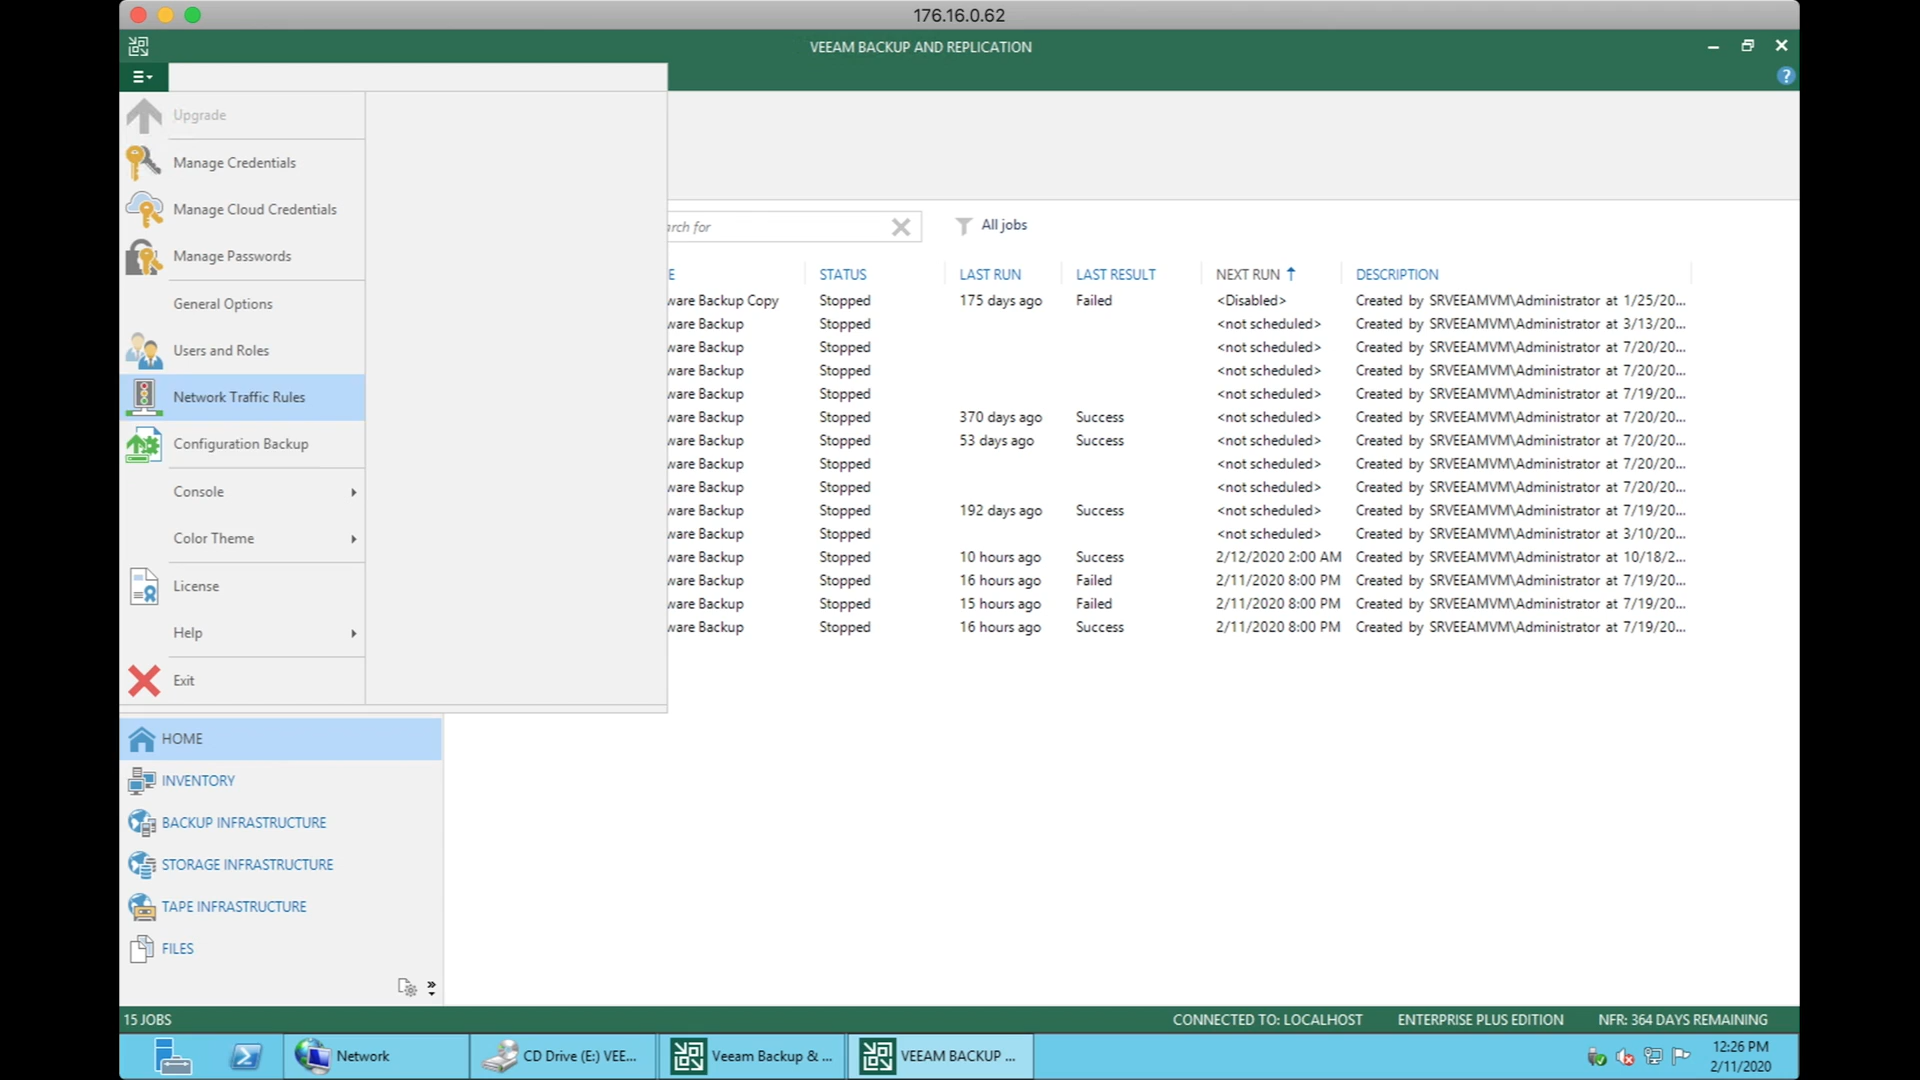 176.16.0.62
VEEAM BACKUP AND REPLICATION
Upgrade
Manage Credentials
Manage Cloud Credentials
Manage Passwords
General Options
Users and Roles
Network Traffic Rules
Configuration Backup
Console
Color Theme
License
Help
Exit
rch for
All jobs
E STATUS LAST RUN LAST RESULT NEXT RUN DESCRIPTION
ware Backup Copy Stopped 175 days ago Failed <Disabled> Created by SRVEEAMVM\Administrator at 1/25/20...
ware Backup Stopped <not scheduled> Created by SRVEEAMVM\Administrator at 3/13/20...
ware Backup Stopped <not scheduled> Created by SRVEEAMVM\Administrator at 7/20/20...
ware Backup Stopped <not scheduled> Created by SRVEEAMVM\Administrator at 7/20/20...
ware Backup Stopped <not scheduled> Created by SRVEEAMVM\Administrator at 7/19/20...
ware Backup Stopped 370 days ago Success <not scheduled> Created by SRVEEAMVM\Administrator at 7/20/20...
ware Backup Stopped 53 days ago Success <not scheduled> Created by SRVEEAMVM\Administrator at 7/20/20...
ware Backup Stopped <not scheduled> Created by SRVEEAMVM\Administrator at 7/20/20...
ware Backup Stopped <not scheduled> Created by SRVEEAMVM\Administrator at 7/20/20...
ware Backup Stopped 192 days ago Success <not scheduled> Created by SRVEEAMVM\Administrator at 7/19/20...
ware Backup Stopped <not scheduled> Created by SRVEEAMVM\Administrator at 3/10/20...
ware Backup Stopped 10 hours ago Success 2/12/2020 2:00 AM Created by SRVEEAMVM\Administrator at 10/18/2...
ware Backup Stopped 16 hours ago Failed 2/11/2020 8:00 PM Created by SRVEEAMVM\Administrator at 7/19/20...
ware Backup Stopped 15 hours ago Failed 2/11/2020 8:00 PM Created by SRVEEAMVM\Administrator at 7/19/20...
ware Backup Stopped 16 hours ago Success 2/11/2020 8:00 PM Created by SRVEEAMVM\Administrator at 7/19/20...
HOME
INVENTORY
BACKUP INFRASTRUCTURE
STORAGE INFRASTRUCTURE
TAPE INFRASTRUCTURE
FILES
15 JOBS CONNECTED TO: LOCALHOST ENTERPRISE PLUS EDITION NFR: 364 DAYS REMAINING
Network CD Drive (E:) VEE... Veeam Backup & ... VEEAM BACKUP ... 12:26 PM
2/11/2020